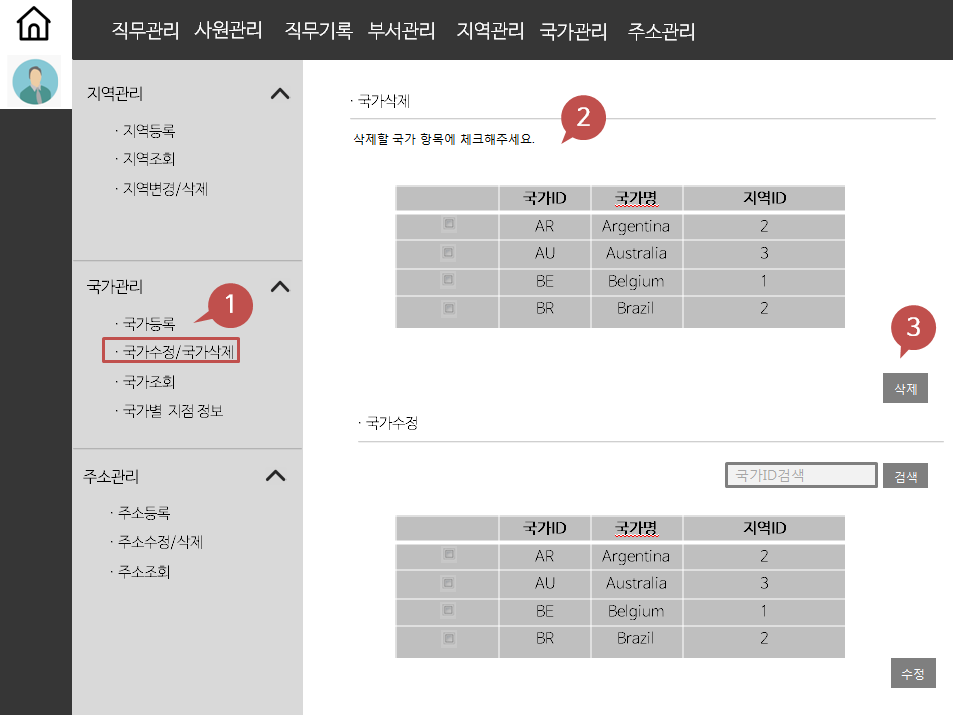 직무관리 사원관리 직무기록 부서관리 지역관리 국가관리 주소관리
지역관리
· 지역등록
· 지역조회
· 지역변경/삭제
국가관리
1
· 국가등록
· 국가수정/국가삭제
· 국가조회
· 국가별 지점 정보
주소관리
· 주소등록
· 주소수정/삭제
· 주소조회
· 국가삭제
2
삭제할 국가 항목에 체크해주세요.
국가ID 국가명 지역ID
AR Argentina 2
AU Australia 3
BE Belgium 1
BR Brazil 2
3
삭제
· 국가수정
국가ID검색 검색
국가ID 국가명 지역ID
AR Argentina 2
AU Australia 3
BE Belgium 1
BR Brazil 2
수정